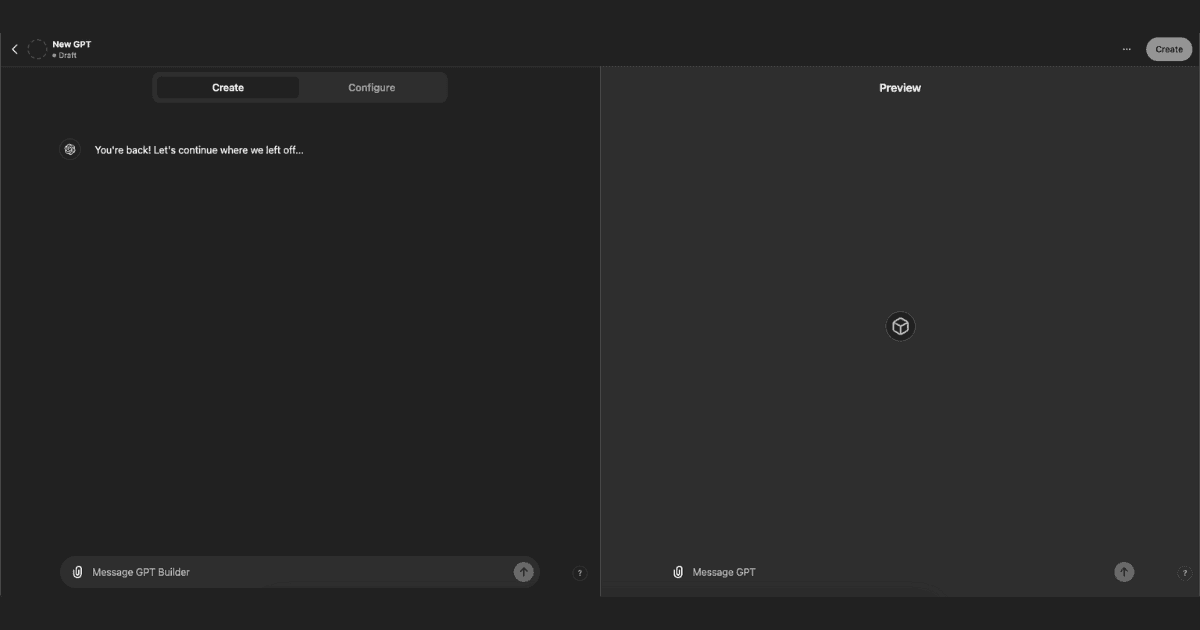 New GPT
Draft
...
Create
Create
Configure
Preview
You're back! Let's continue where we left off...
Message GPT Builder
?
Message GPT
?